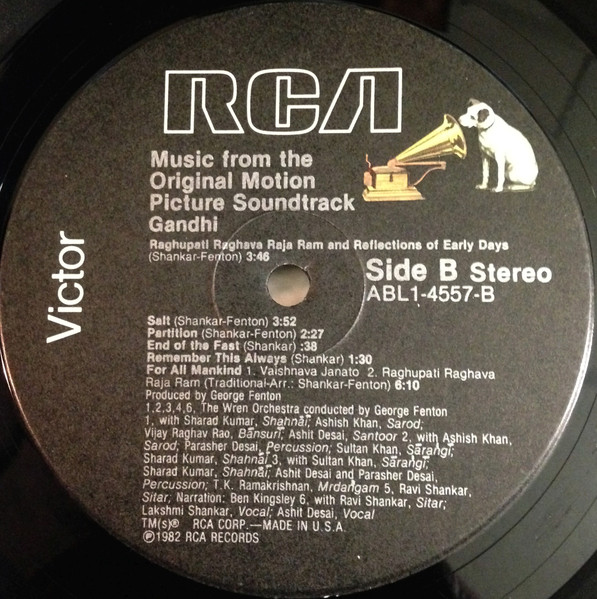 RCA
Music from the
Original Motion
Picture Soundtrack
Gandhi
Raghupati Raghava Raja Ram and Reflections of Early Days
(Shankar-Fenton) 3:46
Side B Stereo
ABL1-4557-B
Victor
Salt (Shankar-Fenton) 3:52
Partition (Shankar-Fenton) 2:27
End of the Fast (Shankar) :38
Remember This Always (Shankar) 1:30
For All Mankind 1. Vaishnava Janato 2. Raghupati Raghava
Raja Ram (Traditional-Arr.: Shankar-Fenton) 6:10
Produced by George Fenton
1,2,3,4,6, The Wren Orchestra conducted by George Fenton
1, with Sharad Kumar, Shahnāi; Ashish Khan, Sarod;
Vijay Raghav Rao, Bānsuri; Ashit Desai, Santoor 2, with Ashish Khan,
Sarod; Parasher Desai, Percussion; Sultan Khan, Sārangi;
Sharad Kumar, Shahnāi 3, with Sultan Khan, Sārangi;
Sharad Kumar, Shahnāi; Ashit Desai and Parasher Desai,
Percussion; T.K. Ramakrishnan, Mrdangam 5, Ravi Shankar,
Sitar; Narration: Ben Kingsley 6, with Ravi Shankar, Sitar;
Lakshmi Shankar, Vocal; Ashit Desai, Vocal
TM(s)® RCA CORP.—MADE IN U.S.A.
℗1982 RCA RECORDS